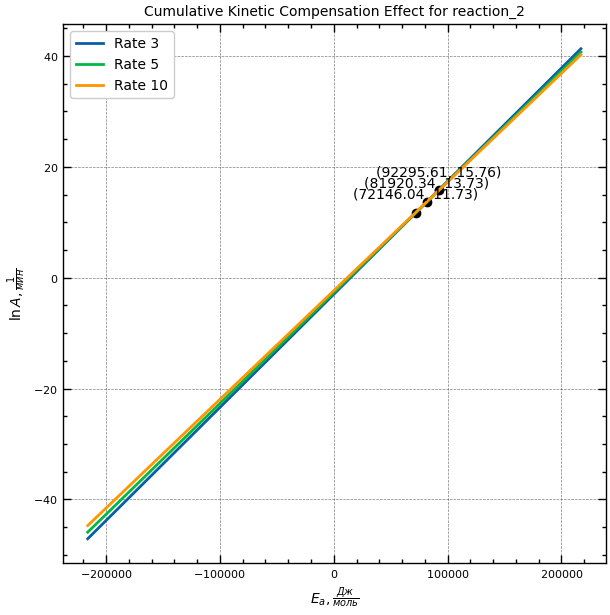 Cumulative Kinetic Compensation Effect for reaction_2
Rate 3
Rate 5
Rate 10
40
20
0
−20
−40
(92295.61, 15.76)
(81920.34, 13.73)
(72146.04, 11.73)
ln A, 1/мин
−200000
−100000
0
100000
200000
Eₐ, Дж/моль